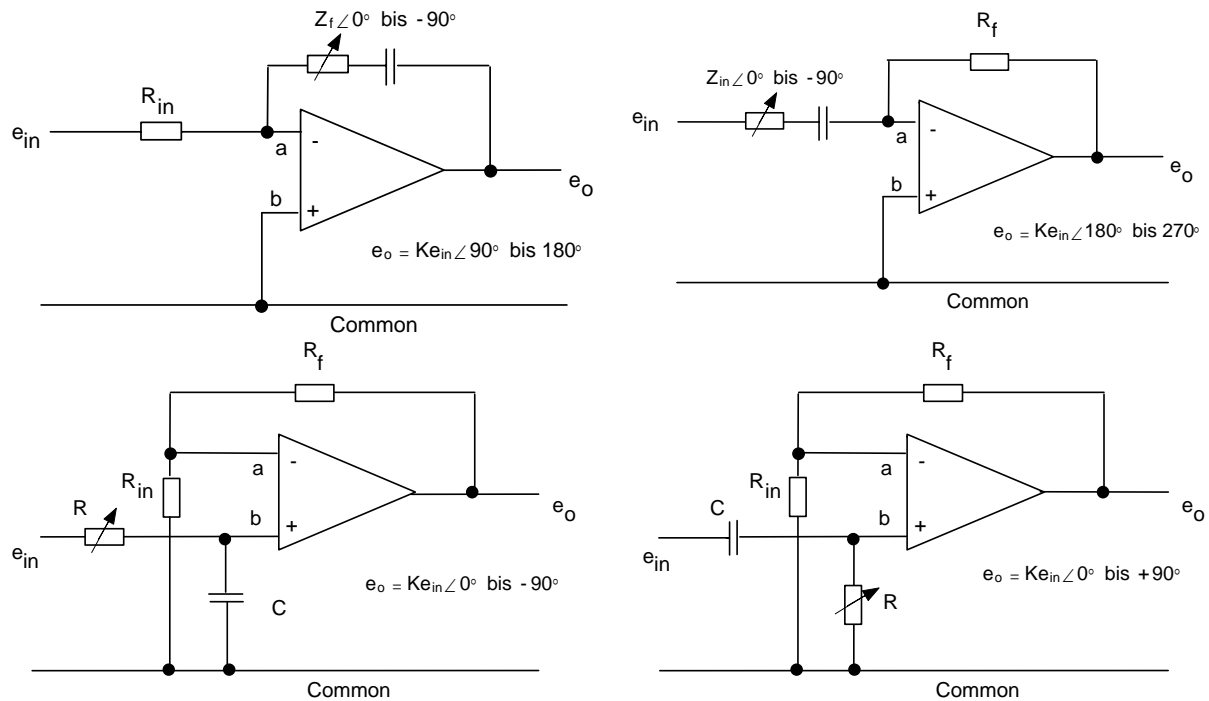 Zf∠0° bis -90°
Rin
ein
a
-
b
+
eo
eo = Kein∠90° bis 180°
Common
Rf
Zin∠0° bis -90°
ein
a
-
b
+
eo
eo = Kein∠180° bis 270°
Common
Rf
a
-
Rin
R
b
+
eo
ein
eo = Kein∠0° bis -90°
C
Common
Rf
a
-
Rin
C
b
+
eo
ein
eo = Kein∠0° bis +90°
R
Common